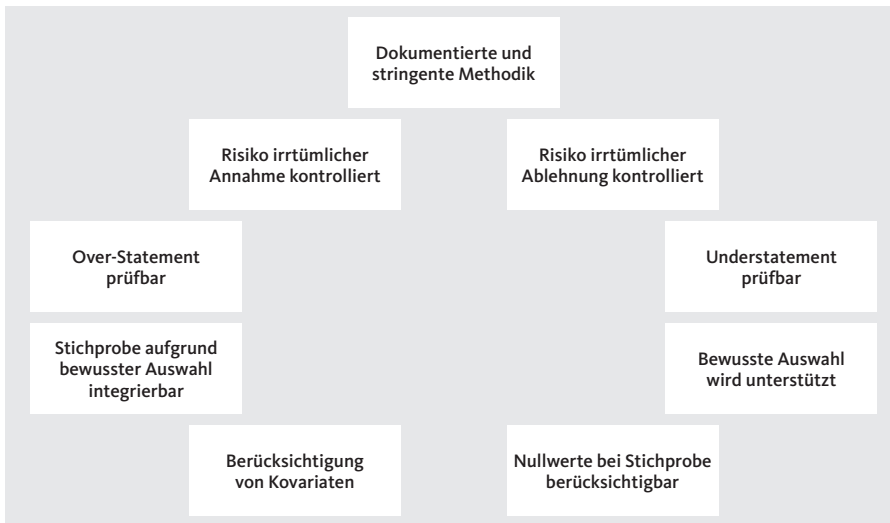 Dokumentierte und
stringente Methodik
Risiko irrtümlicher
Annahme kontrolliert
Risiko irrtümlicher
Ablehnung kontrolliert
Over-Statement
prüfbar
Understatement
prüfbar
Stichprobe aufgrund
bewusster Auswahl
integrierbar
Bewusste Auswahl
wird unterstützt
Berücksichtigung
von Kovariaten
Nullwerte bei Stichprobe
berücksichtigbar